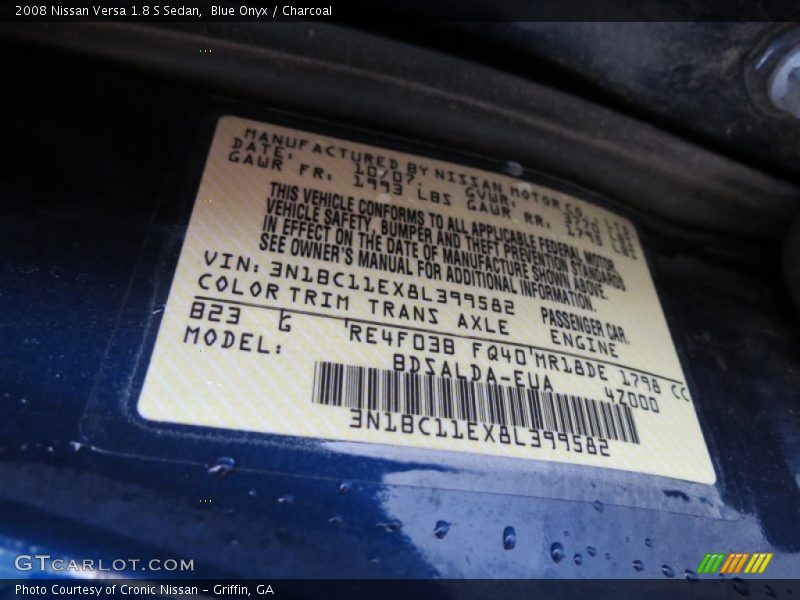 2008 Nissan Versa 1.8 S Sedan, Blue Onyx / Charcoal
MANUFACTURED BY NISSAN MOTOR CO., LTD.
DATE: 10/07 GVWR:
GAWR FR: 1993 LBS GAWR RR:
THIS VEHICLE CONFORMS TO ALL APPLICABLE FEDERAL MOTOR
VEHICLE SAFETY, BUMPER AND THEFT PREVENTION STANDARDS
IN EFFECT ON THE DATE OF MANUFACTURE SHOWN ABOVE.
SEE OWNER'S MANUAL FOR ADDITIONAL INFORMATION.
VIN: 3N1BC11EX8L399582 PASSENGER CAR.
COLOR TRIM TRANS AXLE ENGINE
B23 G RE4F03B FQ40 MR18DE 1798 CC
MODEL: BDSALDA-EUA 4Z000
3N1BC11EX8L399582
GTCARLOT.COM
Photo Courtesy of Cronic Nissan - Griffin, GA